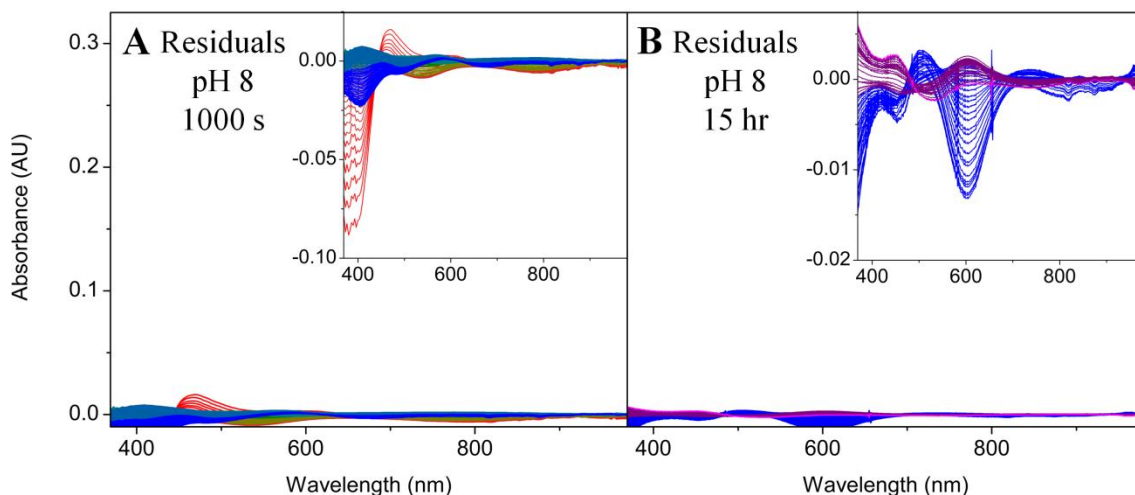 A Residuals
pH 8
1000 s
B Residuals
pH 8
15 hr
Absorbance (AU)
0.3
0.2
0.1
0.0
0.00
-0.05
-0.10
400
600
800
0.00
-0.01
-0.02
400
600
800
400
600
800
400
600
800
Wavelength (nm)
Wavelength (nm)